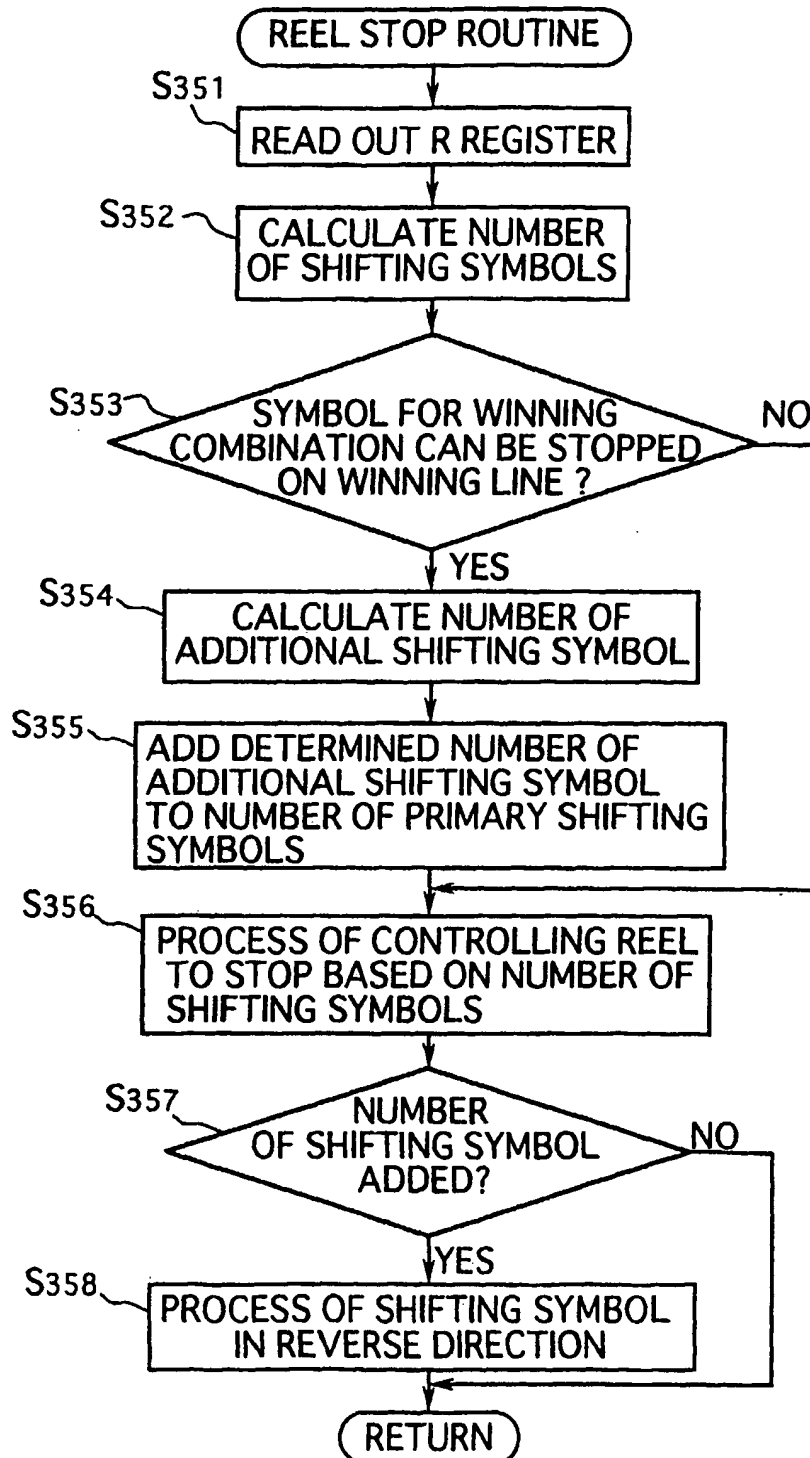 REEL STOP ROUTINE
S351
READ OUT R REGISTER
S352
CALCULATE NUMBER
OF SHIFTING SYMBOLS
S353
SYMBOL FOR WINNING
COMBINATION CAN BE STOPPED
ON WINNING LINE ?
NO
YES
S354
CALCULATE NUMBER OF
ADDITIONAL SHIFTING SYMBOL
S355
ADD DETERMINED NUMBER OF
ADDITIONAL SHIFTING SYMBOL
TO NUMBER OF PRIMARY SHIFTING
SYMBOLS
S356
PROCESS OF CONTROLLING REEL
TO STOP BASED ON NUMBER OF
SHIFTING SYMBOLS
S357
NUMBER
OF SHIFTING SYMBOL
ADDED?
NO
YES
S358
PROCESS OF SHIFTING SYMBOL
IN REVERSE DIRECTION
RETURN